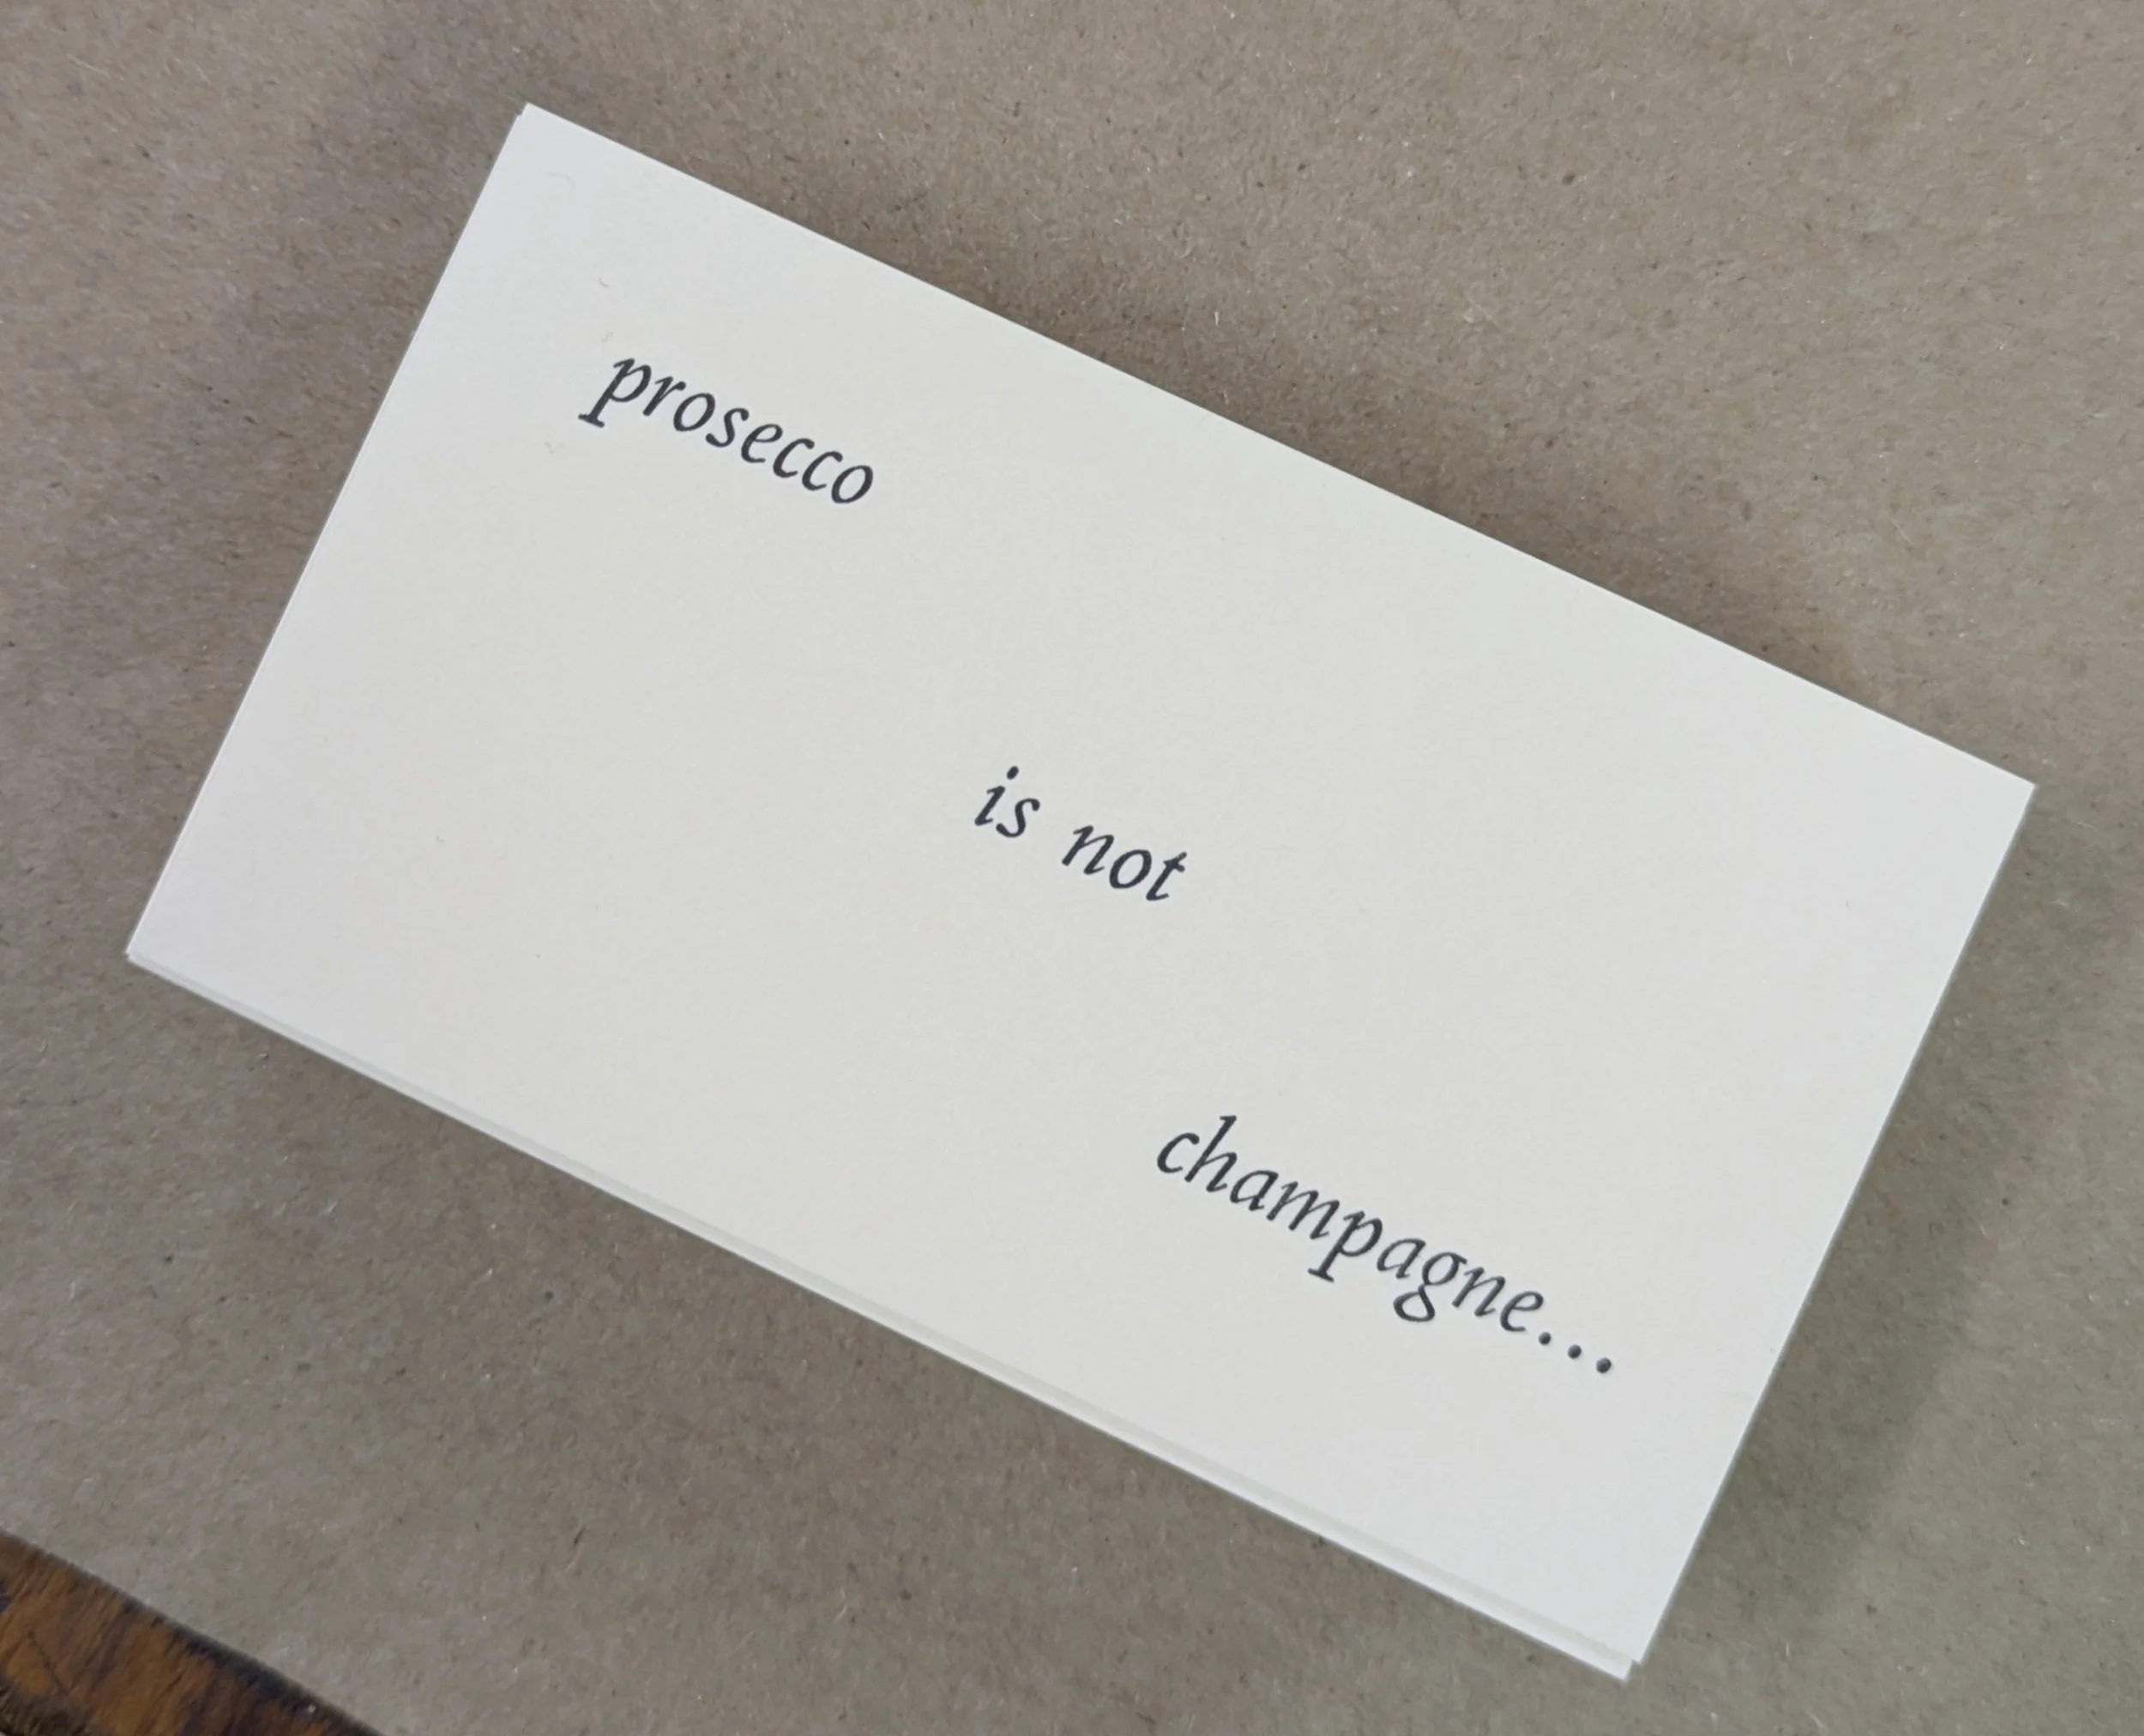 prosecco
is not
champagne...